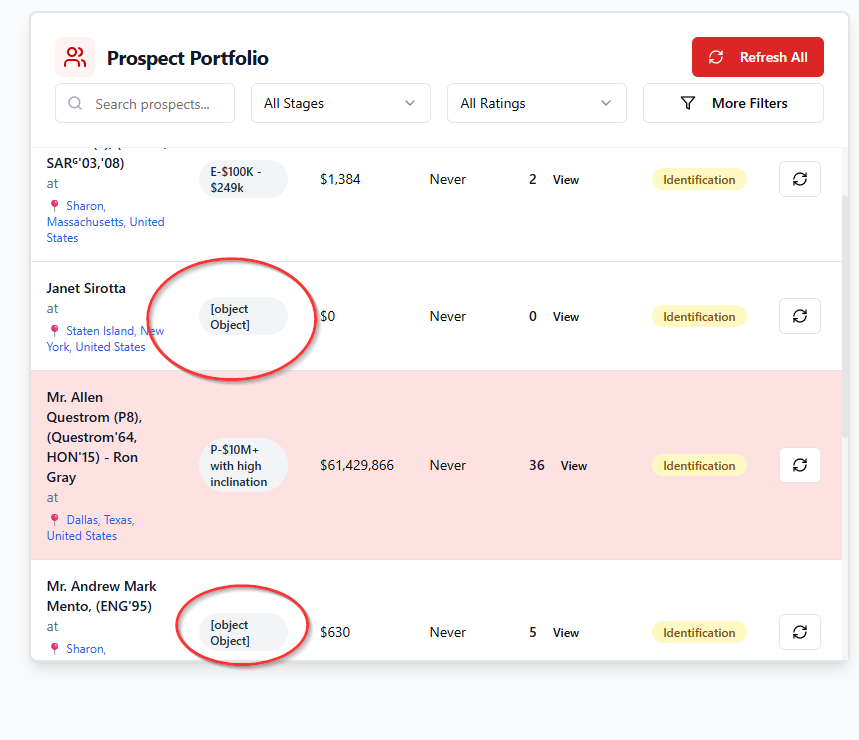 Prospect Portfolio
Refresh All
Search prospects...
All Stages
All Ratings
More Filters
'03,'08)
at
Sharon,
Massachusetts, United
States
E-$100K -
$249k
$1,384
Never
2
View
Identification
Janet Sirotta
at
Staten Island, New
York, United States
[object
Object]
$0
Never
0
View
Identification
Mr. Allen
Questrom (P8),
(Questrom'64,
HON'15) - Ron
Gray
at
Dallas, Texas,
United States
P-$10M+
with high
inclination
$61,429,866
Never
36
View
Identification
Mr. Andrew Mark
Mento, (ENG'95)
at
Sharon,
[object
Object]
$630
Never
5
View
Identification